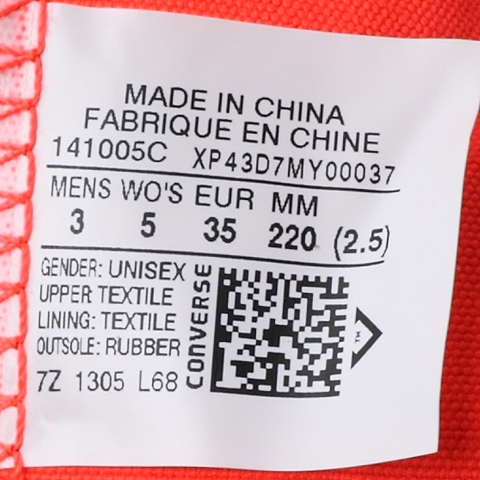 MADE IN CHINA
FABRIQUE EN CHINE
141005C XP43D7MY00037
MENS WO'S EUR MM
3 5 35 220 (2.5)
GENDER: UNISEX
UPPER TEXTILE
LINING: TEXTILE
OUTSOLE: RUBBER
7Z 1305 L68
CONVERSE